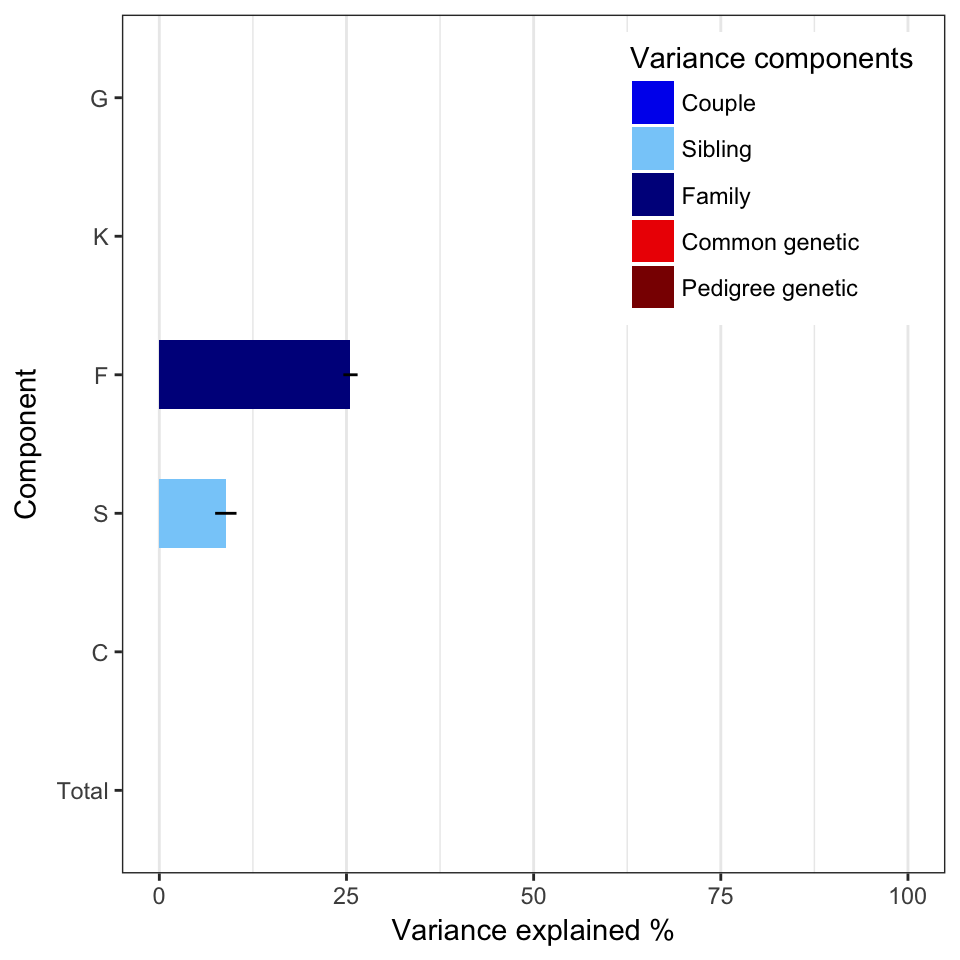 Variance components
Couple
Sibling
Family
Common genetic
Pedigree genetic
G
K
F
S
C
Total
Component
0 25 50 75 100
Variance explained %